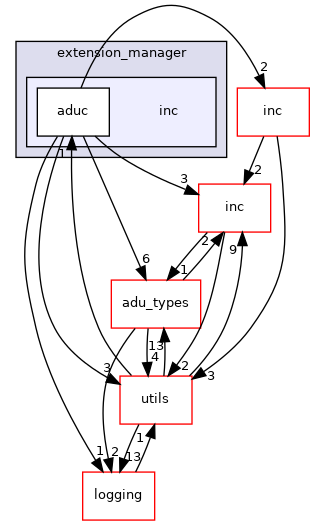 extension_manager
2
aduc
inc
inc
1
3
2
inc
6
2
1
9
adu_types
13
4
3
2
3
utils
1
2
1
13
logging